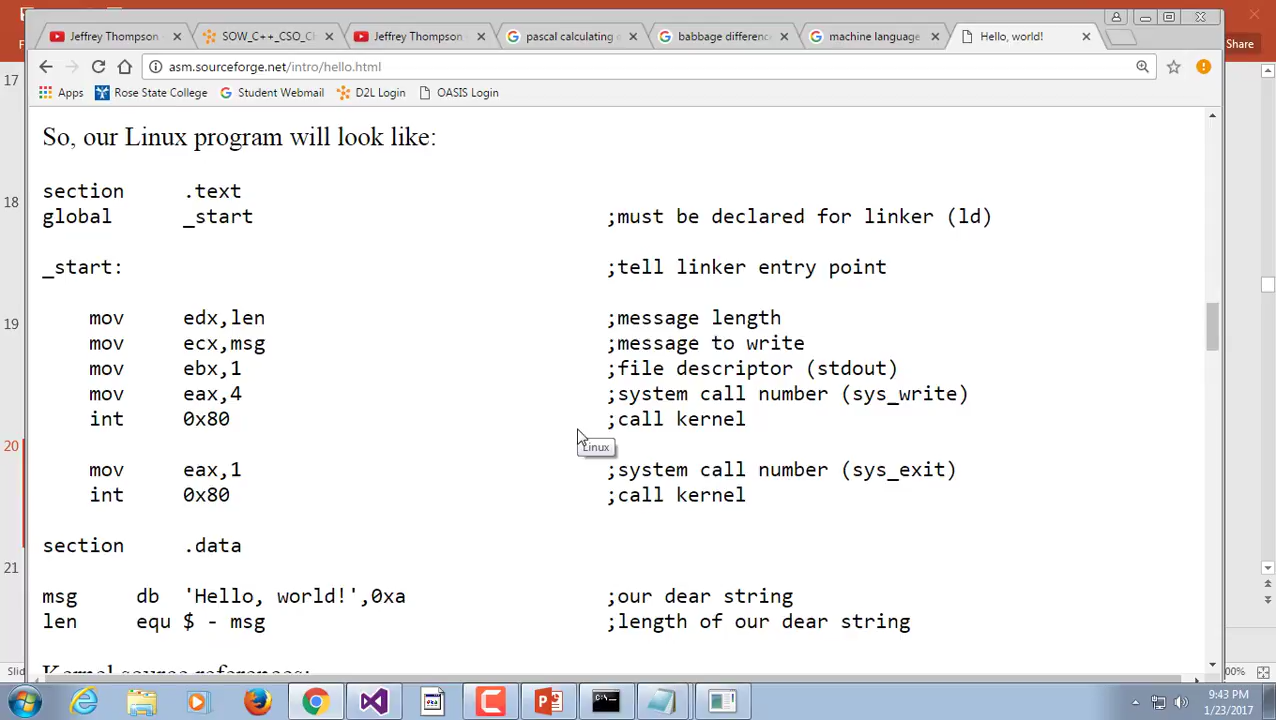 Jeffrey Thompson
SOW_C++_CSO_C
Jeffrey Thompson
pascal calculating e
babbage differenc
machine language
Hello, world!
Share
asm.sourceforge.net/intro/hello.html
Apps
Rose State College
Student Webmail
D2L Login
OASIS Login
17
So, our Linux program will look like:
section .text
18
global _start ;must be declared for linker (ld)
_start: ;tell linker entry point
mov edx,len ;message length
19
mov ecx,msg ;message to write
mov ebx,1 ;file descriptor (stdout)
mov eax,4 ;system call number (sys_write)
int 0x80 ;call kernel
20
Linux
mov eax,1 ;system call number (sys_exit)
int 0x80 ;call kernel
section .data
21
msg db 'Hello, world!',0xa ;our dear string
len equ $ - msg ;length of our dear string
Kernel source references:
Slid
00%
9:43 PM
1/23/2017